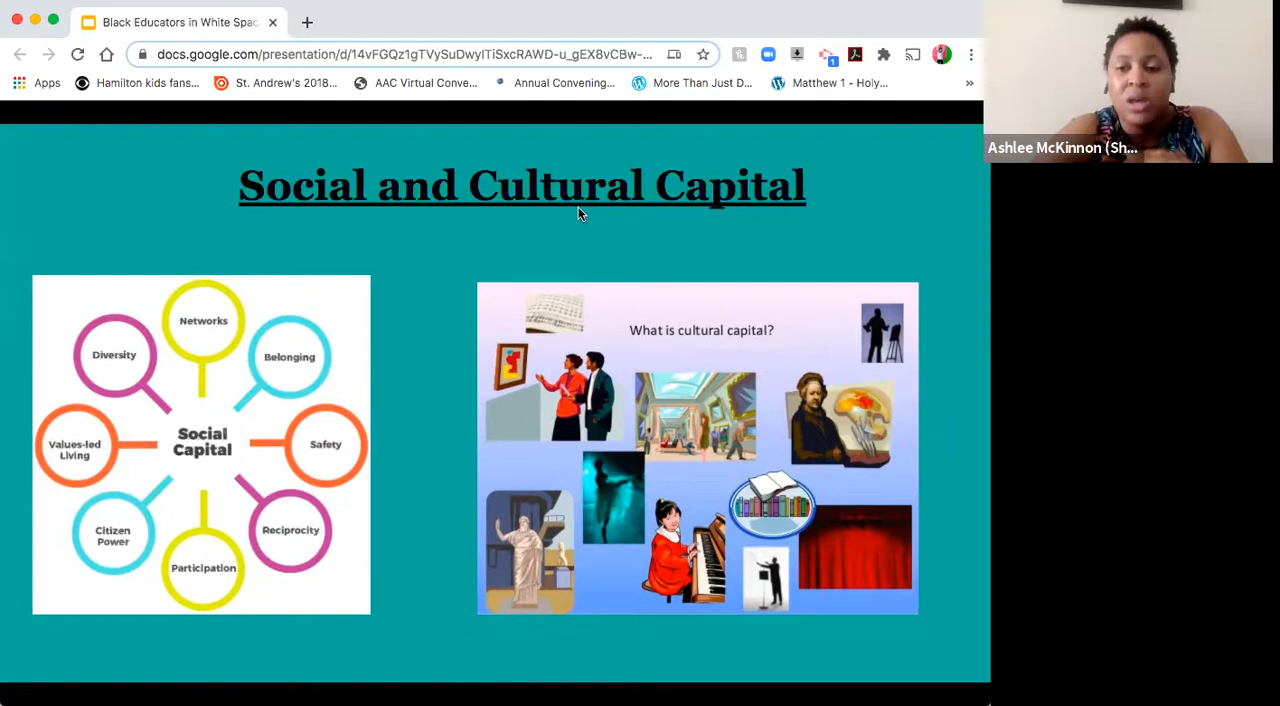 Black Educators in White Spac
docs.google.com/presentation/d/14vFGQz1gTVySuDwylTiSxcRAWD-u_gEX8vCBw-...
1
Apps
Hamilton kids fans...
St. Andrew's 2018...
AAC Virtual Conve...
Annual Convening...
More Than Just D...
Matthew 1 - Holy...
»
Ashlee McKinnon (Sh...
Social and Cultural Capital
Networks
Diversity
Belonging
Values-led
Living
Social
Capital
Safety
Citizen
Power
Reciprocity
Participation
What is cultural capital?